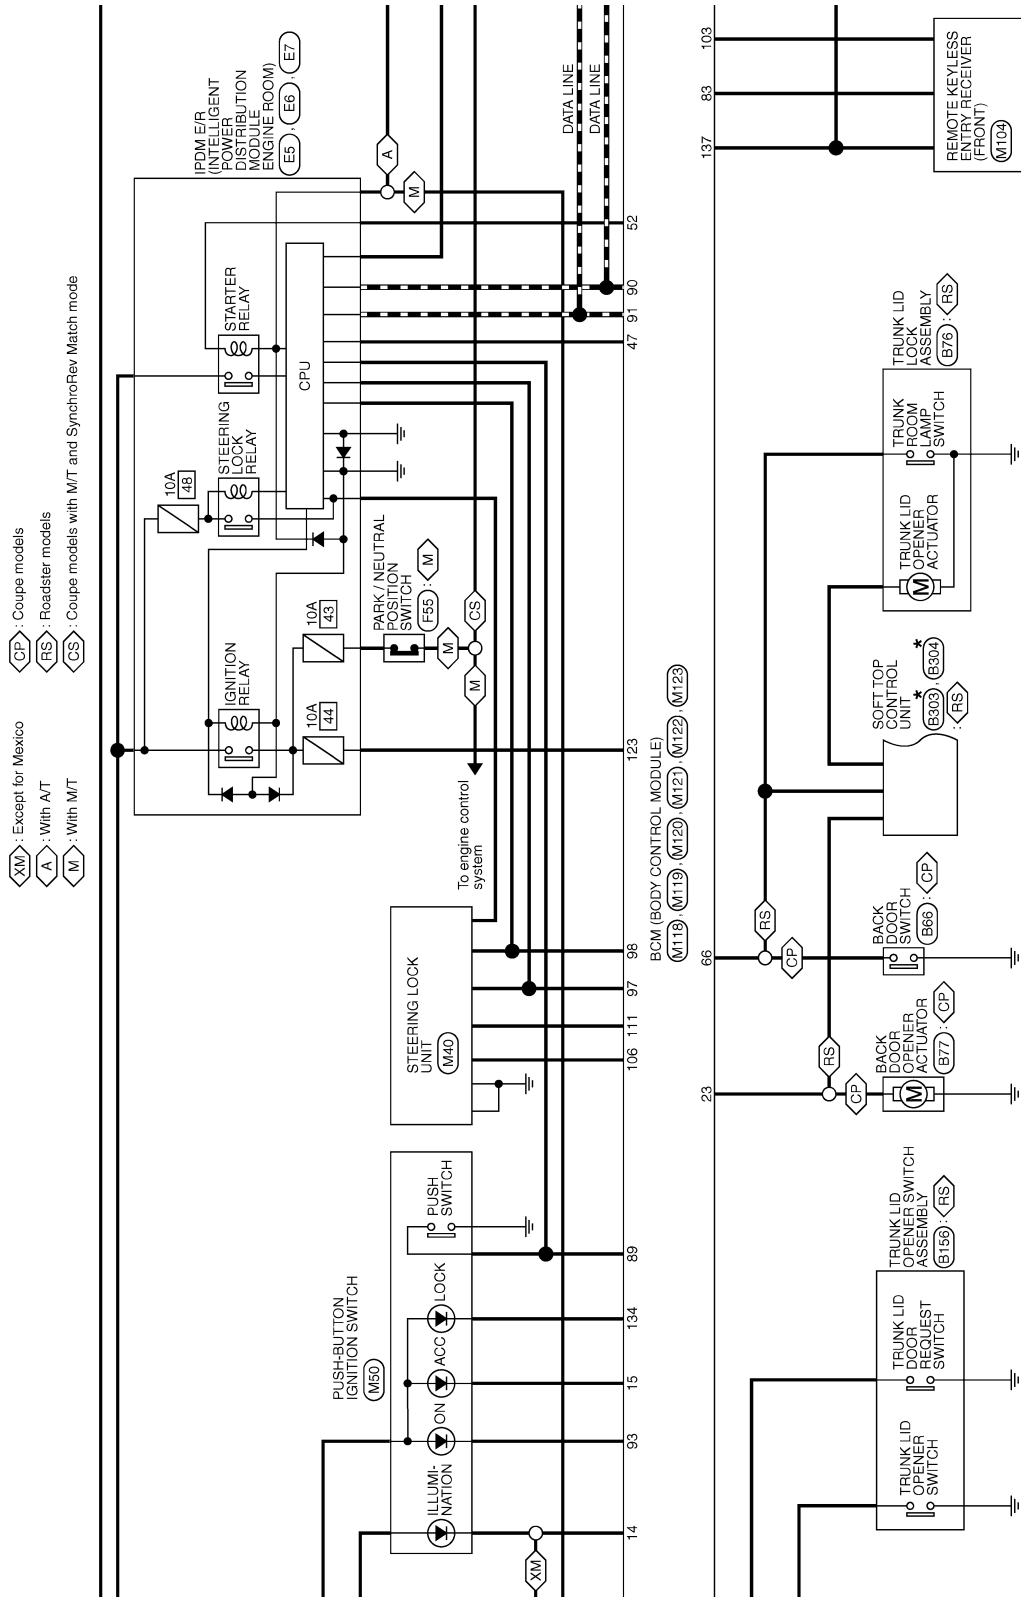 XM : Except for Mexico
A : With A/T
M : With M/T
CP : Coupe models
RS : Roadster models
CS : Coupe models with M/T and SynchroRev Match mode
IPDM E/R
(INTELLIGENT
POWER
DISTRIBUTION
MODULE
ENGINE ROOM)
E5 , E6 , E7
IGNITION
RELAY
10A
44
10A
43
10A
48
STEERING
LOCK
RELAY
STARTER
RELAY
CPU
A
M
PARK / NEUTRAL
POSITION
SWITCH
F55 : M
M
M
CS
To engine control
system
DATA LINE
DATA LINE
STEERING LOCK
UNIT
M40
PUSH-BUTTON
IGNITION SWITCH
M50
ILLUMI-
NATION
ON
ACC
LOCK
PUSH
SWITCH
XM
14
93
15
134
89
106
111
97
98
123
47
91
90
52
BCM (BODY CONTROL MODULE)
M118 , M119 , M120 , M121 , M122 , M123
23
66
137
83
103
RS
CP
RS
CP
TRUNK LID
OPENER SWITCH
ASSEMBLY
B156 : RS
TRUNK LID
OPENER
SWITCH
TRUNK LID
DOOR
REQUEST
SWITCH
BACK
DOOR
OPENER
ACTUATOR
B77 : CP
M
BACK
DOOR
SWITCH
B66 : CP
SOFT TOP
CONTROL
UNIT
B303 * , B304 *
: RS
TRUNK LID
OPENER
ACTUATOR
M
TRUNK
ROOM
LAMP
SWITCH
TRUNK LID
LOCK
ASSEMBLY
B76 : RS
REMOTE KEYLESS
ENTRY RECEIVER
(FRONT)
M104